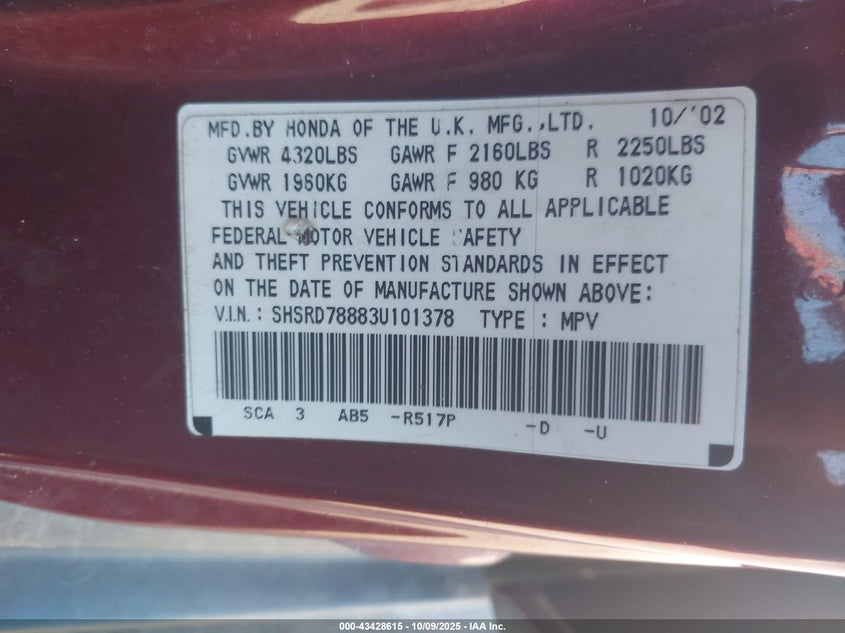 MFD.BY HONDA OF THE U.K. MFG.,LTD. 10/'02
GVWR 4320LBS GAWR F 2160LBS R 2250LBS
GVWR 1960KG GAWR F 980 KG R 1020KG
THIS VEHICLE CONFORMS TO ALL APPLICABLE
FEDERAL MOTOR VEHICLE SAFETY
AND THEFT PREVENTION STANDARDS IN EFFECT
ON THE DATE OF MANUFACTURE SHOWN ABOVE:
V.I.N.: SHSRD78883U101378 TYPE : MPV
SCA 3 AB5 -R517P -D -U
000-43428615 - 10/09/2025 - IAA Inc.